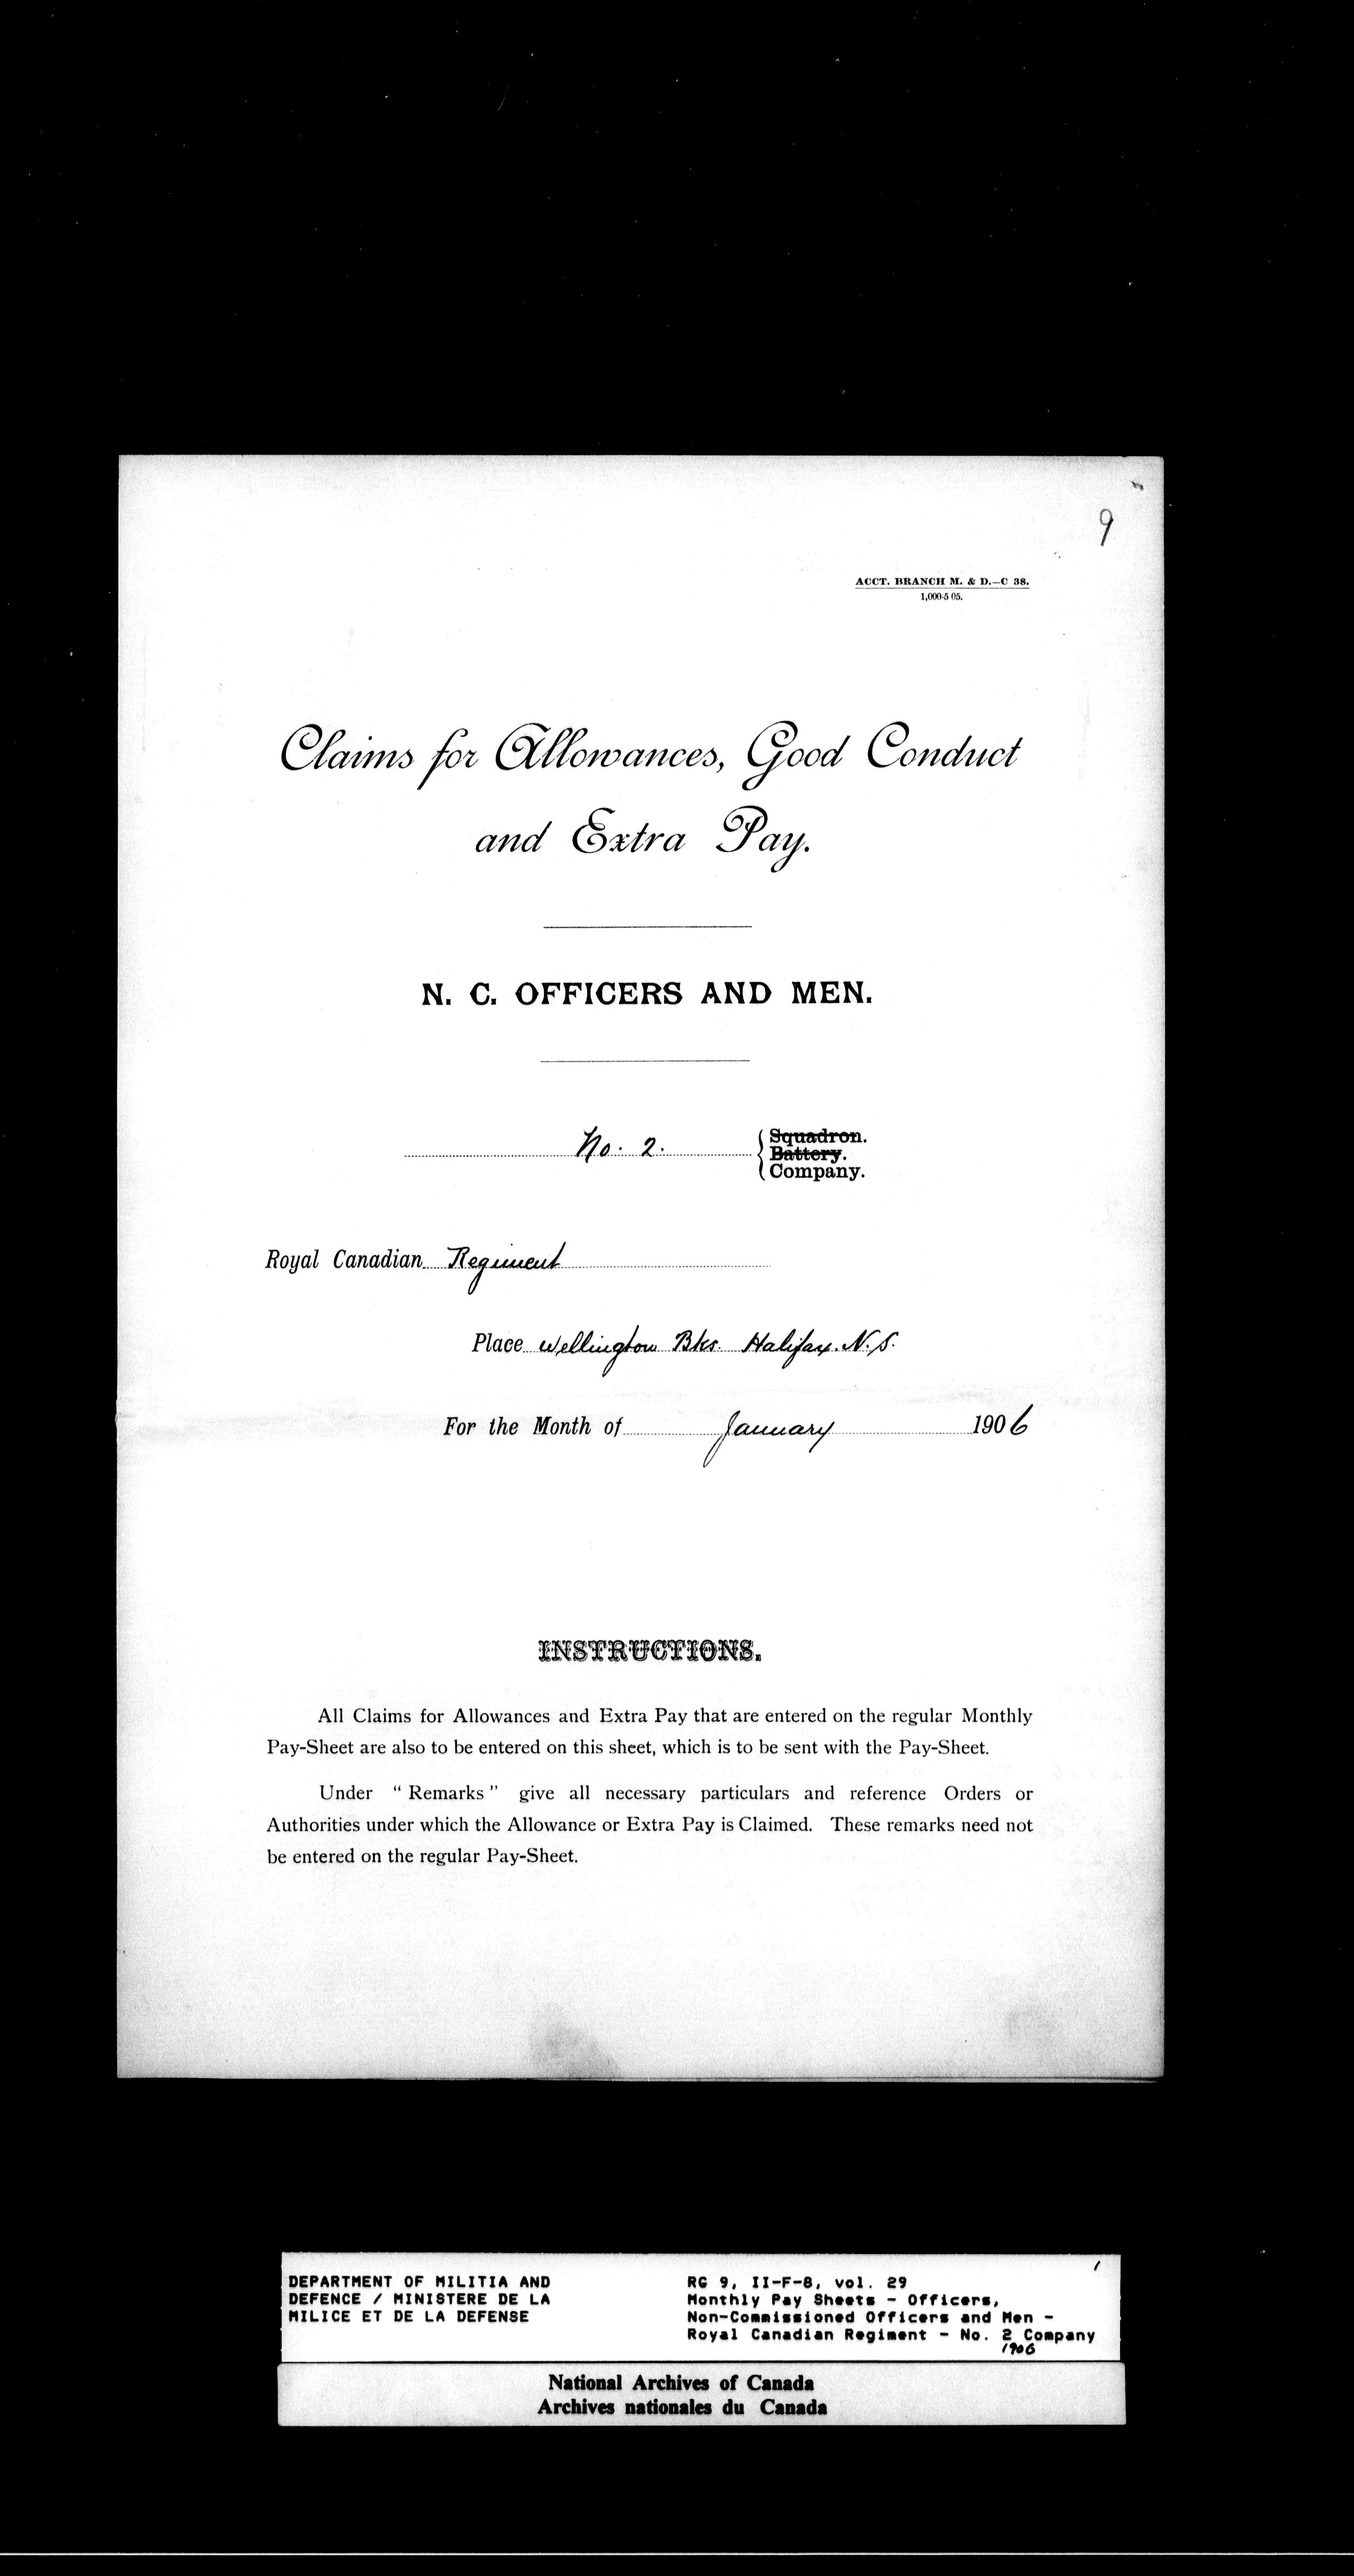 9
ACCT. BRANCH M. & D.—C 38.
1,000-5 05.
Claims for Allowances, Good Conduct
and Extra Pay.
N. C. OFFICERS AND MEN.
No. 2. { Squadron.
Battery.
Company.
Royal Canadian Regiment
Place Wellington Bks. Halifax. N. S.
For the Month of January 1906
INSTRUCTIONS.
All Claims for Allowances and Extra Pay that are entered on the regular Monthly
Pay-Sheet are also to be entered on this sheet, which is to be sent with the Pay-Sheet.
Under “ Remarks ” give all necessary particulars and reference Orders or
Authorities under which the Allowance or Extra Pay is Claimed. These remarks need not
be entered on the regular Pay-Sheet.
1
DEPARTMENT OF MILITIA AND
DEFENCE / MINISTERE DE LA
MILICE ET DE LA DEFENSE
RG 9, II-F-8, vol. 29
Monthly Pay Sheets - Officers,
Non-Commissioned Officers and Men -
Royal Canadian Regiment - No. 2 Company
1906
National Archives of Canada
Archives nationales du Canada